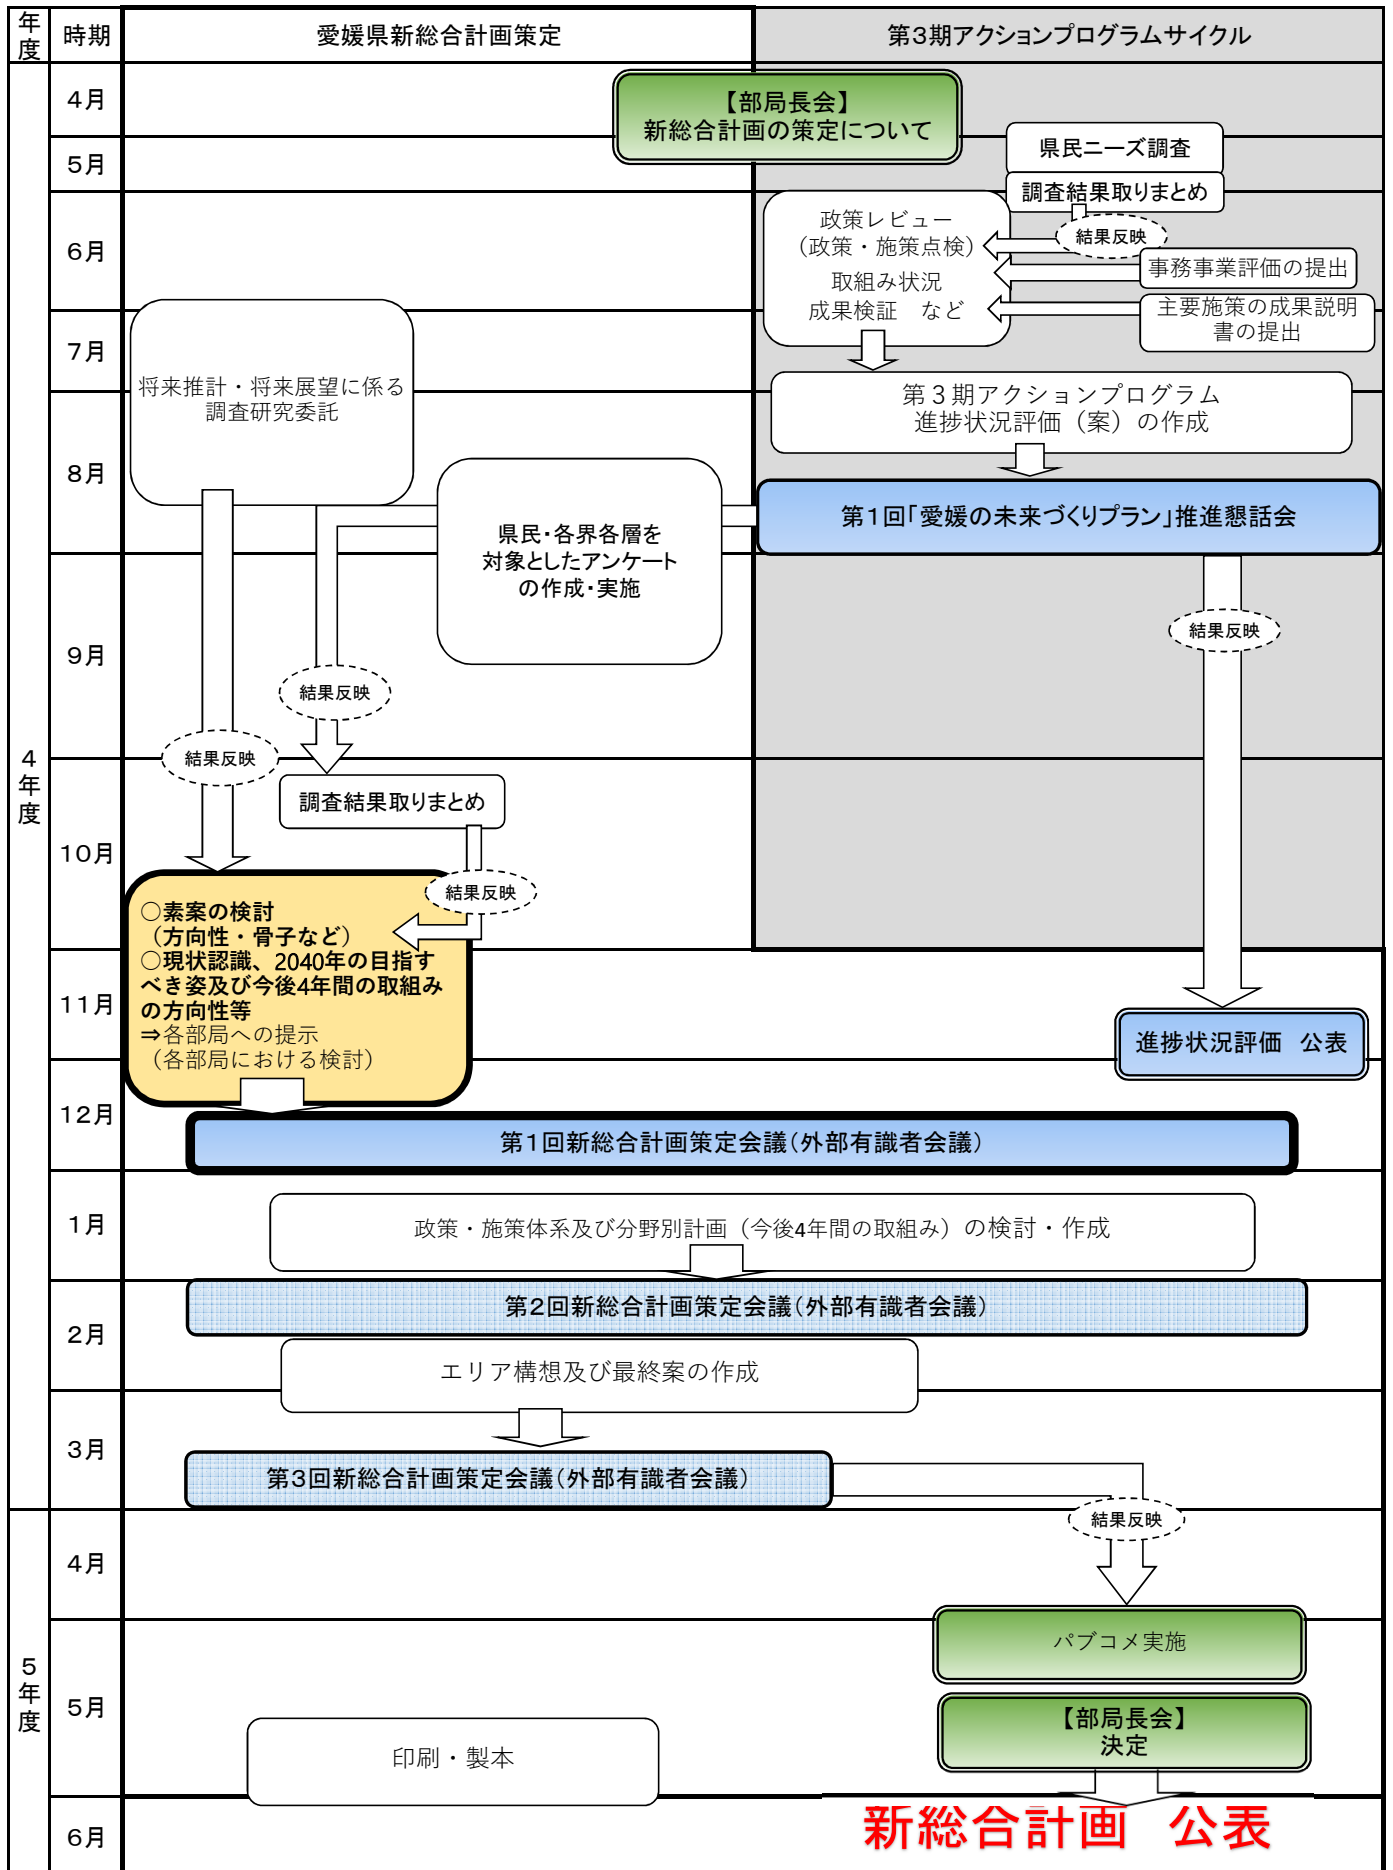 年度
時期
愛媛県新総合計画策定
第3期アクションプログラムサイクル
4年度
4月
【部局長会】
新総合計画の策定について
5月
県民ニーズ調査
調査結果取りまとめ
6月
政策レビュー
（政策・施策点検）
取組み状況
成果検証　など
結果反映
事務事業評価の提出
主要施策の成果説明
書の提出
7月
将来推計・将来展望に係る
調査研究委託
第３期アクションプログラム
進捗状況評価（案）の作成
8月
県民・各界各層を
対象としたアンケート
の作成・実施
第1回「愛媛の未来づくりプラン」推進懇話会
9月
結果反映
結果反映
結果反映
10月
調査結果取りまとめ
結果反映
○素案の検討
（方向性・骨子など）
○現状認識、2040年の目指す
べき姿及び今後4年間の取組み
の方向性等
⇒各部局への提示
（各部局における検討）
11月
進捗状況評価　公表
12月
第1回新総合計画策定会議（外部有識者会議）
1月
政策・施策体系及び分野別計画（今後4年間の取組み）の検討・作成
第2回新総合計画策定会議（外部有識者会議）
2月
エリア構想及び最終案の作成
3月
第3回新総合計画策定会議（外部有識者会議）
結果反映
5年度
4月
パブコメ実施
5月
【部局長会】
決定
印刷・製本
6月
新総合計画　公表